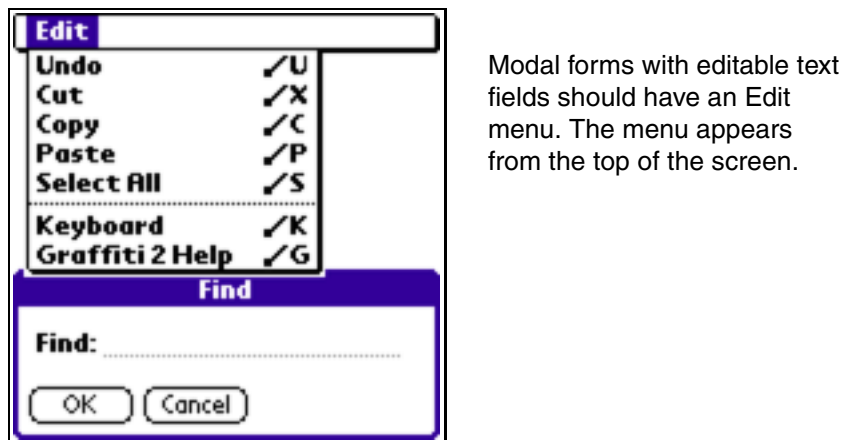 Edit
Undo ✓U
Cut ✓X
Copy ✓C
Paste ✓P
Select All ✓S
Keyboard ✓K
Graffiti 2 Help ✓G
Find
Find:
OK Cancel
Modal forms with editable text
fields should have an Edit
menu. The menu appears
from the top of the screen.